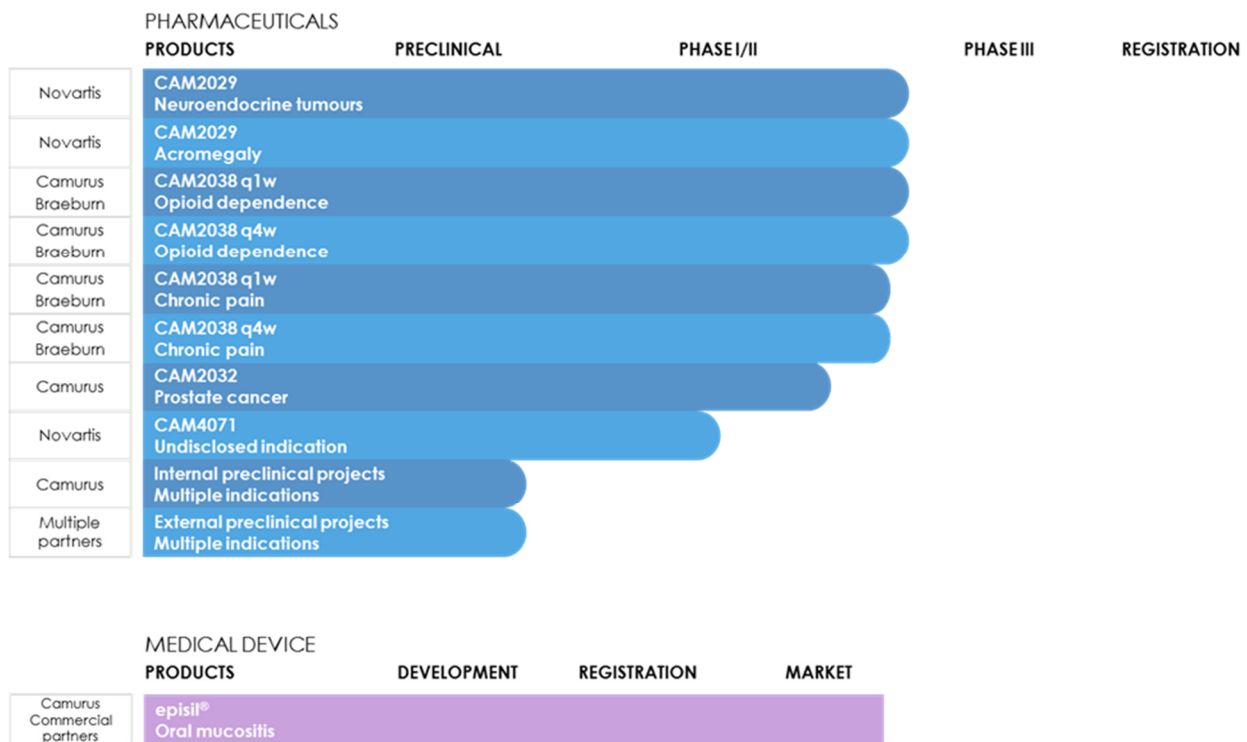 PHARMACEUTICALS
PRODUCTS PRECLINICAL PHASE I/II PHASE III REGISTRATION
Novartis
CAM2029
Neuroendocrine tumours
Novartis
CAM2029
Acromegaly
Camurus
Braeburn
CAM2038 q1w
Opioid dependence
Camurus
Braeburn
CAM2038 q4w
Opioid dependence
Camurus
Braeburn
CAM2038 q1w
Chronic pain
Camurus
Braeburn
CAM2038 q4w
Chronic pain
Camurus
CAM2032
Prostate cancer
Novartis
CAM4071
Undisclosed indication
Camurus
Internal preclinical projects
Multiple indications
Multiple
partners
External preclinical projects
Multiple indications
MEDICAL DEVICE
PRODUCTS DEVELOPMENT REGISTRATION MARKET
Camurus
Commercial
partners
episil®
Oral mucositis